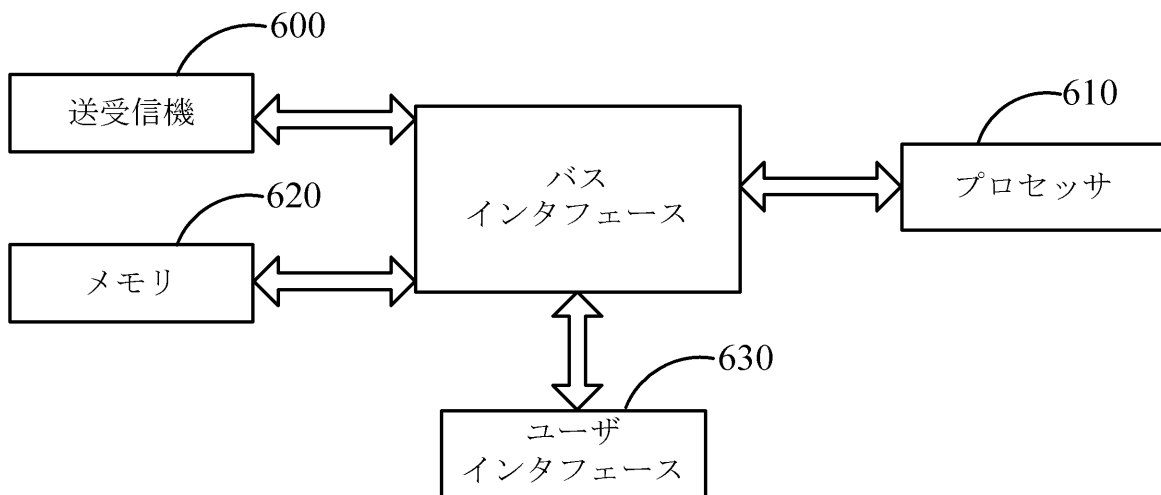 600
送受信機
610
バス
インタフェース
プロセッサ
620
メモリ
630
ユーザ
インタフェース